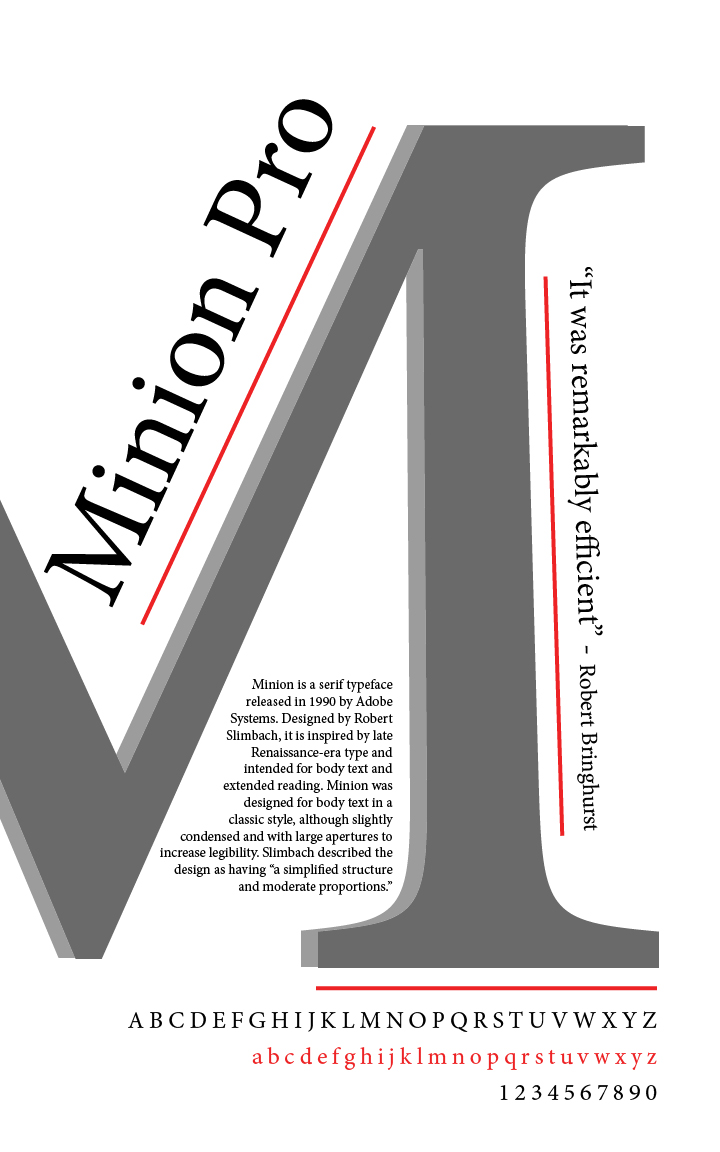 Minion Pro
M
“It was remarkably efficient” - Robert Bringhurst
Minion is a serif typeface
released in 1990 by Adobe
Systems. Designed by Robert
Slimbach, it is inspired by late
Renaissance-era type and
intended for body text and
extended reading. Minion was
designed for body text in a
classic style, although slightly
condensed and with large apertures to
increase legibility. Slimbach described the
design as having “a simplified structure
and moderate proportions.”
A B C D E F G H I J K L M N O P Q R S T U V W X Y Z
a b c d e f g h i j k l m n o p q r s t u v w x y z
1 2 3 4 5 6 7 8 9 0